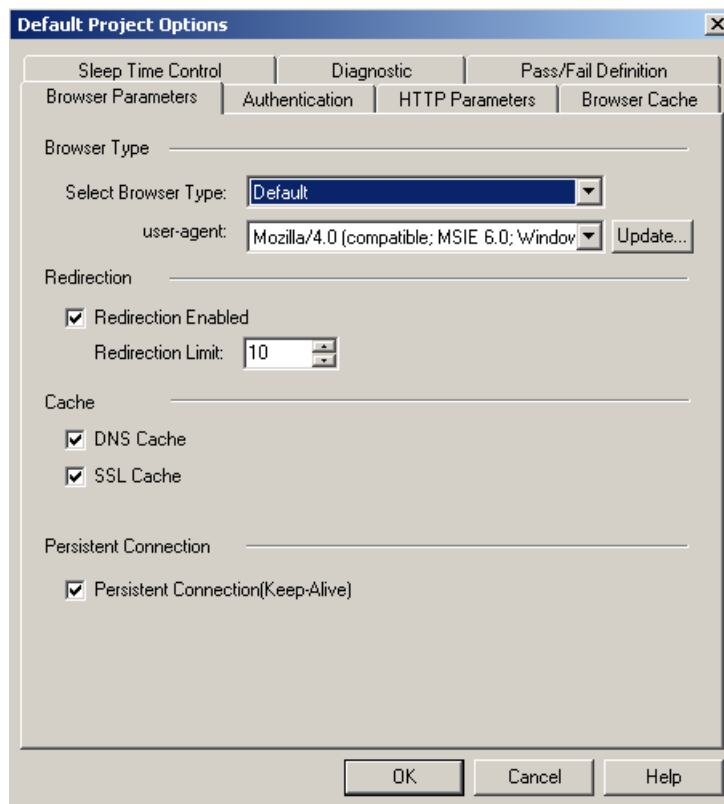 Default Project Options
Sleep Time Control Diagnostic Pass/Fail Definition
Browser Parameters Authentication HTTP Parameters Browser Cache
Browser Type
Select Browser Type: Default
user-agent: Mozilla/4.0 (compatible; MSIE 6.0; Window Update...
Redirection
Redirection Enabled
Redirection Limit: 10
Cache
DNS Cache
SSL Cache
Persistent Connection
Persistent Connection(Keep-Alive)
OK Cancel Help